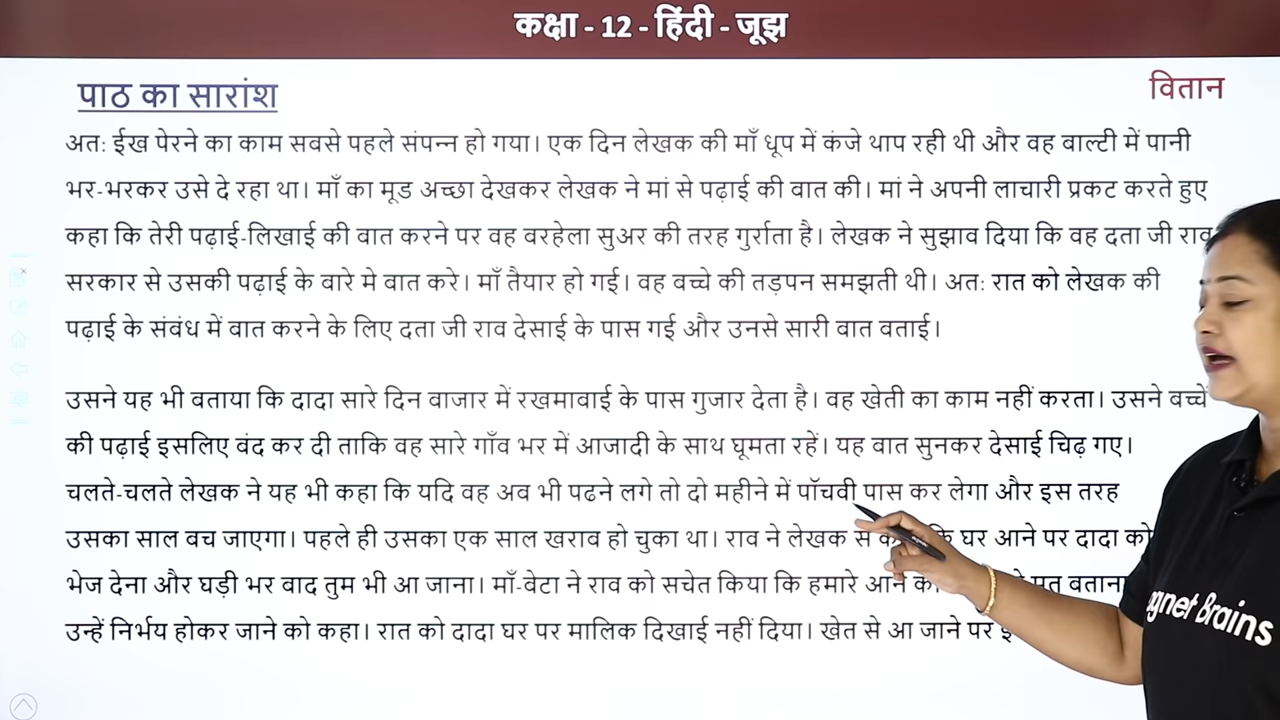 कक्षा - 12 - हिंदी - जूझ
पाठ का सारांश
वितान
अत: ईख पेरने का काम सबसे पहले संपन्न हो गया। एक दिन लेखक की माँ धूप में कंजे थाप रही थी और वह बाल्टी में पानी
भर-भरकर उसे दे रहा था। माँ का मूड अच्छा देखकर लेखक ने मां से पढ़ाई की बात की। मां ने अपनी लाचारी प्रकट करते हुए
कहा कि तेरी पढ़ाई-लिखाई की बात करने पर वह बरहेला सुअर की तरह गुर्राता है। लेखक ने सुझाव दिया कि वह दता जी राव
सरकार से उसकी पढ़ाई के बारे मे बात करे। माँ तैयार हो गई। वह बच्चे की तड़पन समझती थी। अत: रात को लेखक की
पढ़ाई के संबंध में बात करने के लिए दता जी राव देसाई के पास गई और उनसे सारी बात बताई।
उसने यह भी बताया कि दादा सारे दिन बाजार में रखमाबाई के पास गुजार देता है। वह खेती का काम नहीं करता। उसने बच्चे
की पढ़ाई इसलिए बंद कर दी ताकि वह सारे गाँव भर में आजादी के साथ घूमता रहें। यह बात सुनकर देसाई चिढ़ गए।
चलते-चलते लेखक ने यह भी कहा कि यदि वह अब भी पढने लगे तो दो महीने में पॉचवी पास कर लेगा और इस तरह
उसका साल बच जाएगा। पहले ही उसका एक साल खराब हो चुका था। राव ने लेखक से घर आने पर दादा को
भेज देना और घड़ी भर बाद तुम भी आ जाना। माँ-बेटा ने राव को सचेत किया कि हमारे आने मत बताना
उन्हें निर्भय होकर जाने को कहा। रात को दादा घर पर मालिक दिखाई नहीं दिया। खेत से आ जाने पर
gnet Brains